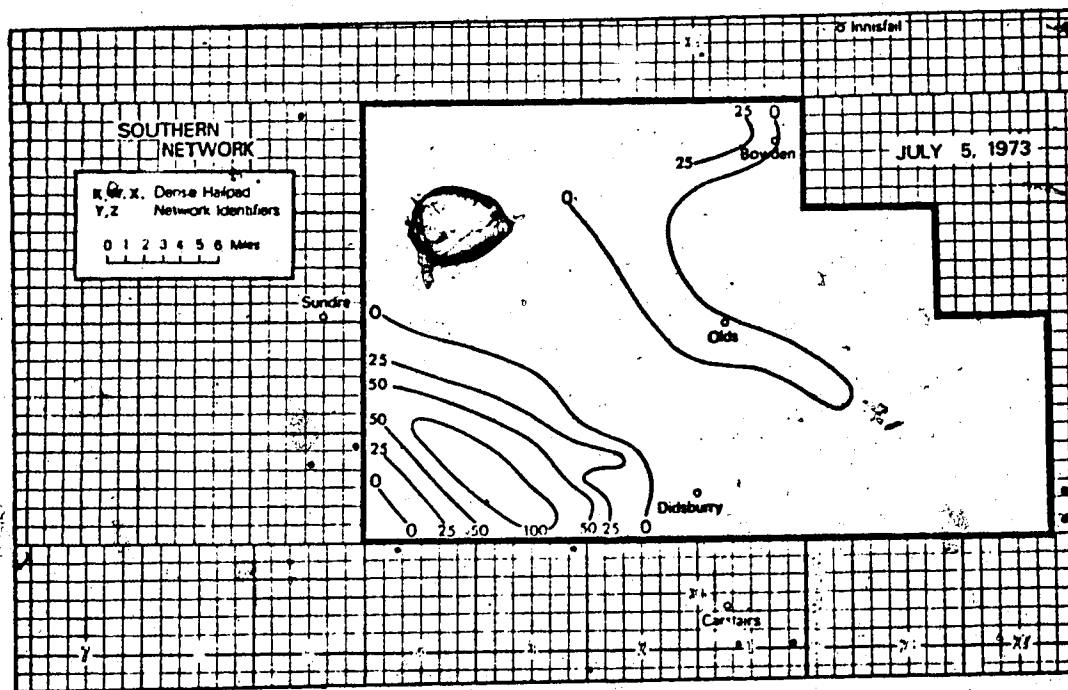 Innisfail
SOUTHERN
NETWORK
K, W, X, Dense Hailpad
Y, Z Network Identifiers
0 1 2 3 4 5 6 Miles
JULY 5, 1973
25 0
Bowden
25
0
Sundre
0
Olds
25
50
50
25
0
Didsbury
0 25 50 100 50 25 0
Carstairs